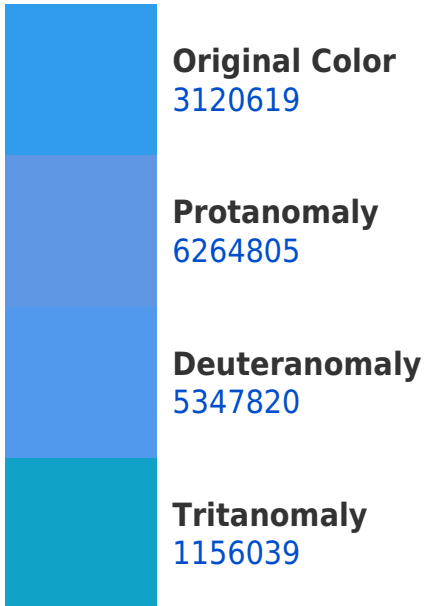 Original Color
3120619
Protanomaly
6264805
Deuteranomaly
5347820
Tritanomaly
1156039